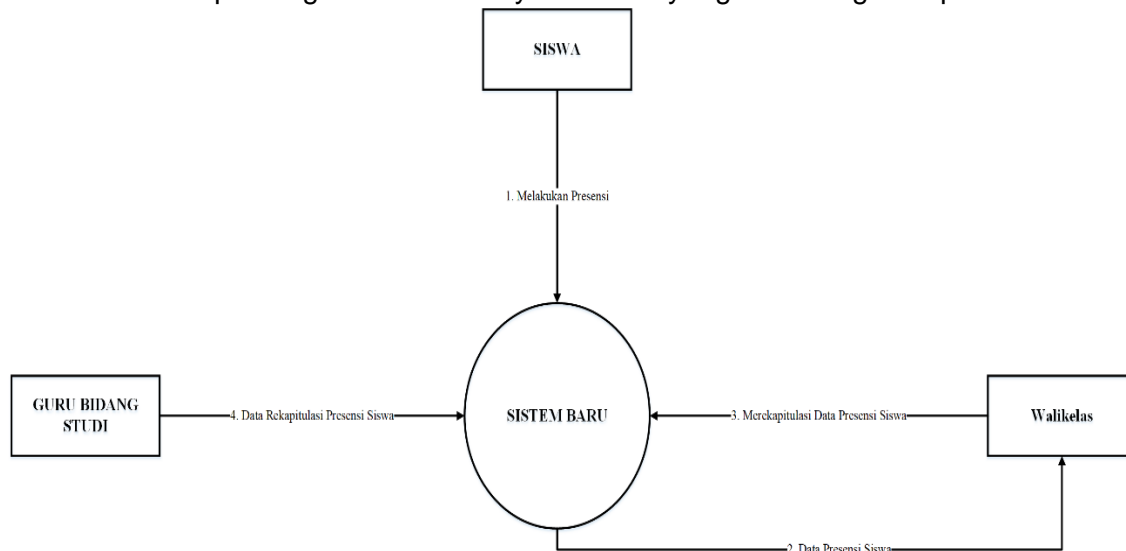 SISWA
1. Melakukan Presensi
GURU BIDANG
STUDI
4. Data Rekapitulasi Presensi Siswa
SISTEM BARU
3. Merekapitulasi Data Presensi Siswa
Walikelas
2. Data Presensi Siswa